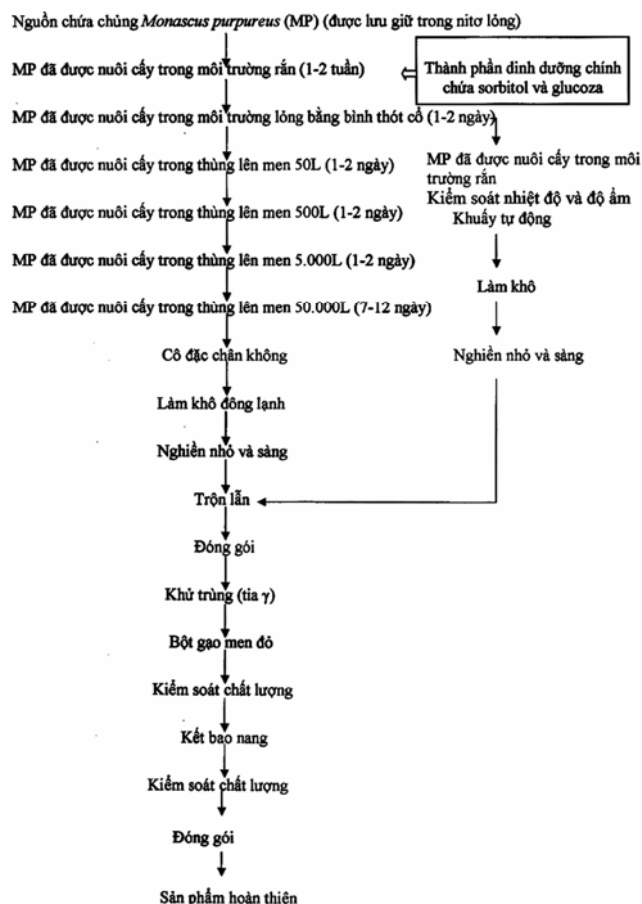 Nguồn chứa chủng Monascus purpureus (MP) (được lưu giữ trong nitơ lỏng)
MP đã được nuôi cấy trong môi trường rắn (1-2 tuần)
Thành phần dinh dưỡng chính
chứa sorbitol và glucoza
MP đã được nuôi cấy trong môi trường lỏng bằng bình thót cổ (1-2 ngày)
MP đã được nuôi cấy trong môi
trường rắn
Kiểm soát nhiệt độ và độ ẩm
Khuấy tự động
Làm khô
Nghiền nhỏ và sàng
MP đã được nuôi cấy trong thùng lên men 50L (1-2 ngày)
MP đã được nuôi cấy trong thùng lên men 500L (1-2 ngày)
MP đã được nuôi cấy trong thùng lên men 5.000L (1-2 ngày)
MP đã được nuôi cấy trong thùng lên men 50.000L (7-12 ngày)
Cô đặc chân không
Làm khô đông lạnh
Nghiền nhỏ và sàng
Trộn lẫn
Đóng gói
Khử trùng (tia γ)
Bột gạo men đỏ
Kiểm soát chất lượng
Kết bao nang
Kiểm soát chất lượng
Đóng gói
Sản phẩm hoàn thiện